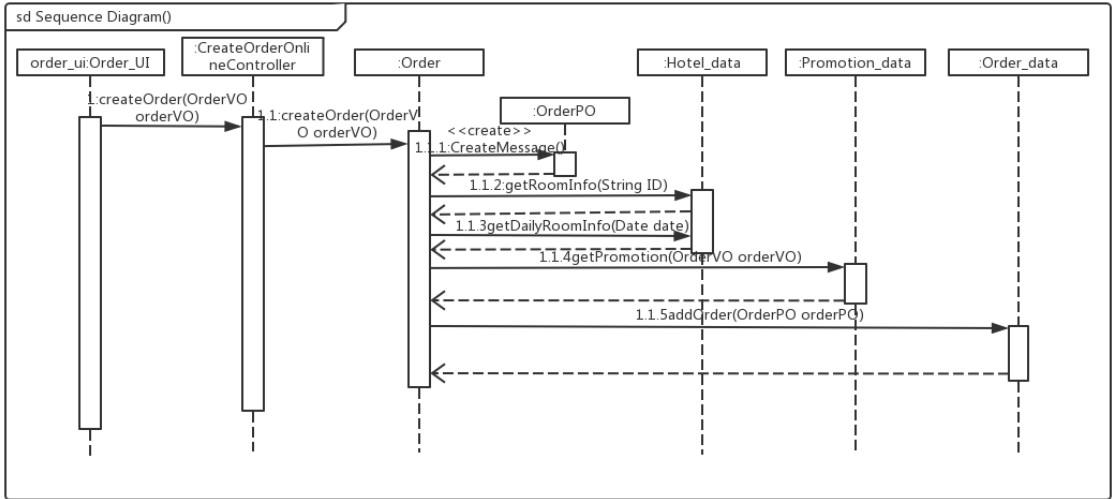 sd Sequence Diagram()
order_ui:Order_UI
:CreateOrderOnli
neController
:Order
:Hotel_data
:Promotion_data
:Order_data
:OrderPO
1:createOrder(OrderVO
orderVO)
1.1:createOrder(OrderV
O orderVO)
<<create>>
1.1.1:CreateMessage()
1.1.2:getRoomInfo(String ID)
1.1.3getDailyRoomInfo(Date date)
1.1.4getPromotion(OrderVO orderVO)
1.1.5addOrder(OrderPO orderPO)